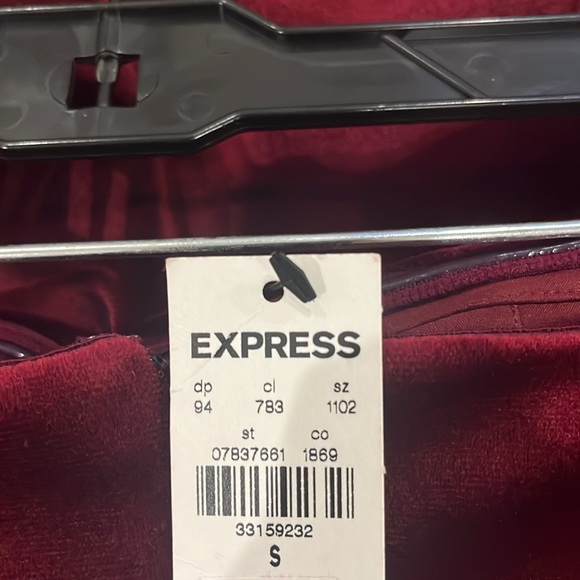 EXPRESS
dp cl sz
94 783 1102
st co
07837661 1869
33159232
S